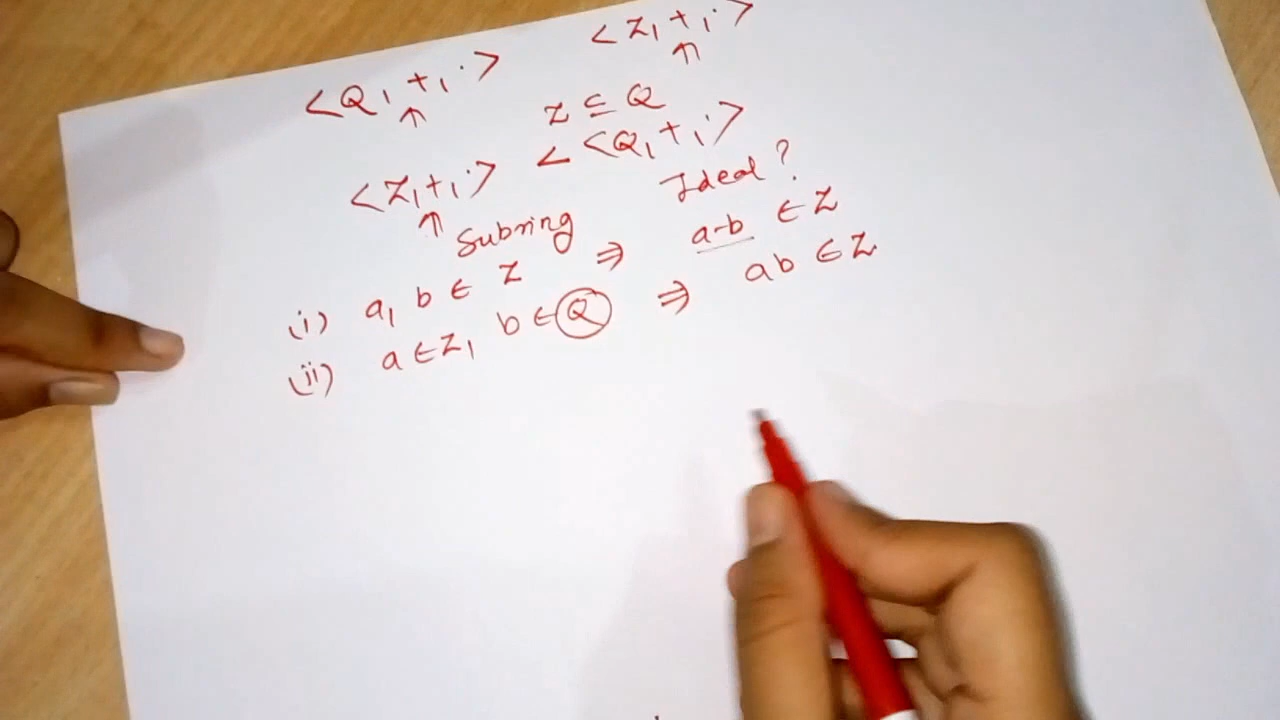 <Q, +, ·> <Z, +, ·>
↑ ↑
Z ⊆ Q
<Z, +, ·> < <Q, +, ·>
↑ Subring Ideal ?
(i) a, b ∈ Z ⇒ a-b ∈ Z
(ii) a ∈ Z, b ∈ Q ⇒ ab ∈ Z